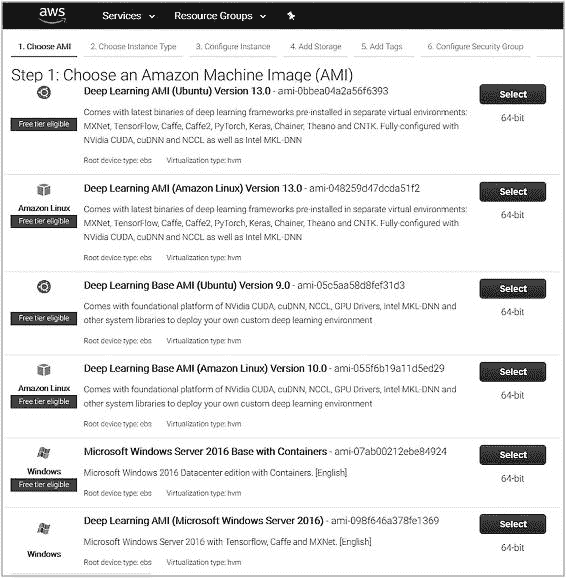 aws Services Resource Groups
1. Choose AMI 2. Choose Instance Type 3. Configure Instance 4. Add Storage 5. Add Tags 6. Configure Security Group
Step 1: Choose an Amazon Machine Image (AMI)
Deep Learning AMI (Ubuntu) Version 13.0 - ami-0bbea04a2a56f6393
Select
Free tier eligible
Comes with latest binaries of deep learning frameworks pre-installed in separate virtual environments:
64-bit
MXNet, TensorFlow, Caffe, Caffe2, PyTorch, Keras, Chainer, Theano and CNTK. Fully-configured with
NVidia CUDA, cuDNN and NCCL as well as Intel MKL-DNN
Root device type: ebs Virtualization type: hvm
Deep Learning AMI (Amazon Linux) Version 13.0 - ami-048259d47dcda51f2
Select
Amazon Linux
Free tier eligible
Comes with latest binaries of deep learning frameworks pre-installed in separate virtual environments:
64-bit
MXNet, TensorFlow, Caffe, Caffe2, PyTorch, Keras, Chainer, Theano and CNTK. Fully-configured with
NVidia CUDA, cuDNN and NCCL as well as Intel MKL-DNN
Root device type: ebs Virtualization type: hvm
Deep Learning Base AMI (Ubuntu) Version 9.0 - ami-05c5aa58d8fef31d3
Select
Free tier eligible
Comes with foundational platform of NVidia CUDA, cuDNN, NCCL, GPU Drivers, Intel MKL-DNN and
64-bit
other system libraries to deploy your own custom deep learning environment
Root device type: ebs Virtualization type: hvm
Deep Learning Base AMI (Amazon Linux) Version 10.0 - ami-055f6b19a11d5ed29
Select
Amazon Linux
Free tier eligible
Comes with foundational platform of NVidia CUDA, cuDNN, NCCL, GPU Drivers, Intel MKL-DNN and
64-bit
other system libraries to deploy your own custom deep learning environment
Root device type: ebs Virtualization type: hvm
Microsoft Windows Server 2016 Base with Containers - ami-07ab00212ebe84924
Select
Windows
Free tier eligible
Microsoft Windows 2016 Datacenter edition with Containers. [English]
64-bit
Root device type: ebs Virtualization type: hvm
Deep Learning AMI (Microsoft Windows Server 2016) - ami-098f646a378fe1369
Select
Windows
Microsoft Windows Server 2016 with Tensorflow, Caffe and MXNet. [English]
64-bit
Root device type: ebs Virtualization type: hvm